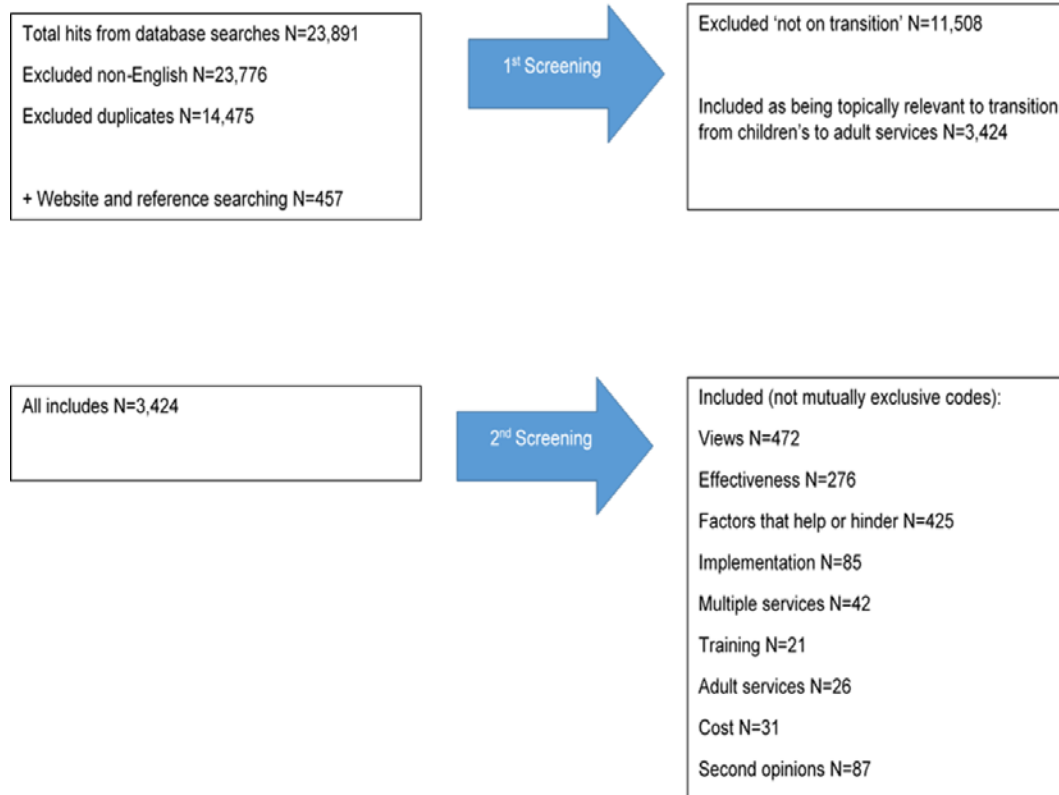 Total hits from database searches N=23,891
Excluded non-English N=23,776
Excluded duplicates N=14,475
+ Website and reference searching N=457
1st Screening
Excluded ‘not on transition’ N=11,508
Included as being topically relevant to transition
from children’s to adult services N=3,424
All includes N=3,424
2nd Screening
Included (not mutually exclusive codes):
Views N=472
Effectiveness N=276
Factors that help or hinder N=425
Implementation N=85
Multiple services N=42
Training N=21
Adult services N=26
Cost N=31
Second opinions N=87